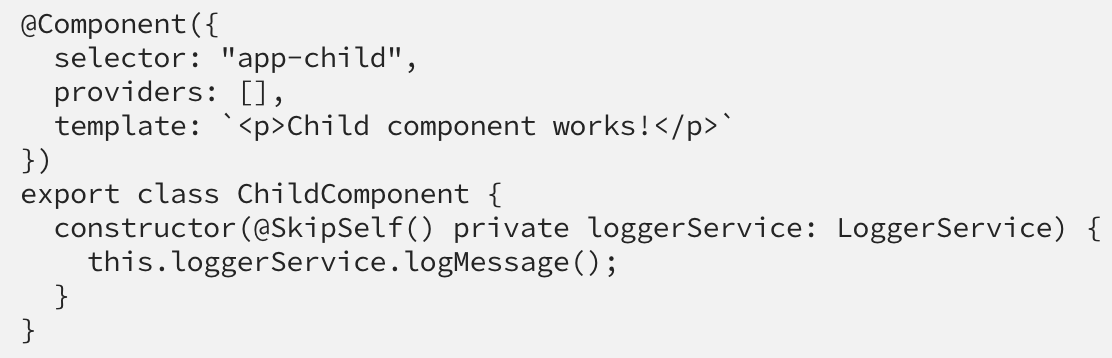 @Component({
  selector: "app-child",
  providers: [],
  template: `<p>Child component works!</p>`
})
export class ChildComponent {
  constructor(@SkipSelf() private loggerService: LoggerService) {
    this.loggerService.logMessage();
  }
}